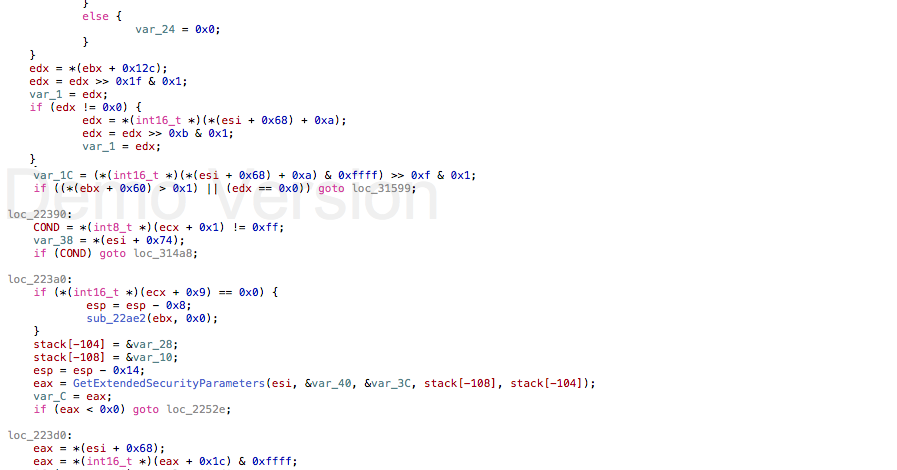 }
else {
var_24 = 0x0;
}
}
edx = *(ebx + 0x12c);
edx = edx >> 0x1f & 0x1;
var_1 = edx;
if (edx != 0x0) {
edx = *(int16_t *)(*(esi + 0x68) + 0xa);
edx = edx >> 0xb & 0x1;
var_1 = edx;
}
var_1C = (*(int16_t *)(*(esi + 0x68) + 0xa) & 0xffff) >> 0xf & 0x1;
if ((*(ebx + 0x60) > 0x1) || (edx == 0x0)) goto loc_31599;
Demo Version
loc_22390:
COND = *(int8_t *)(ecx + 0x1) != 0xff;
var_38 = *(esi + 0x74);
if (COND) goto loc_314a8;
loc_223a0:
if (*(int16_t *)(ecx + 0x9) == 0x0) {
esp = esp - 0x8;
sub_22ae2(ebx, 0x0);
}
stack[-104] = &var_28;
stack[-108] = &var_10;
esp = esp - 0x14;
eax = GetExtendedSecurityParameters(esi, &var_40, &var_3C, stack[-108], stack[-104]);
var_C = eax;
if (eax < 0x0) goto loc_2252e;
loc_223d0:
eax = *(esi + 0x68);
eax = *(int16_t *)(eax + 0x1c) & 0xffff;